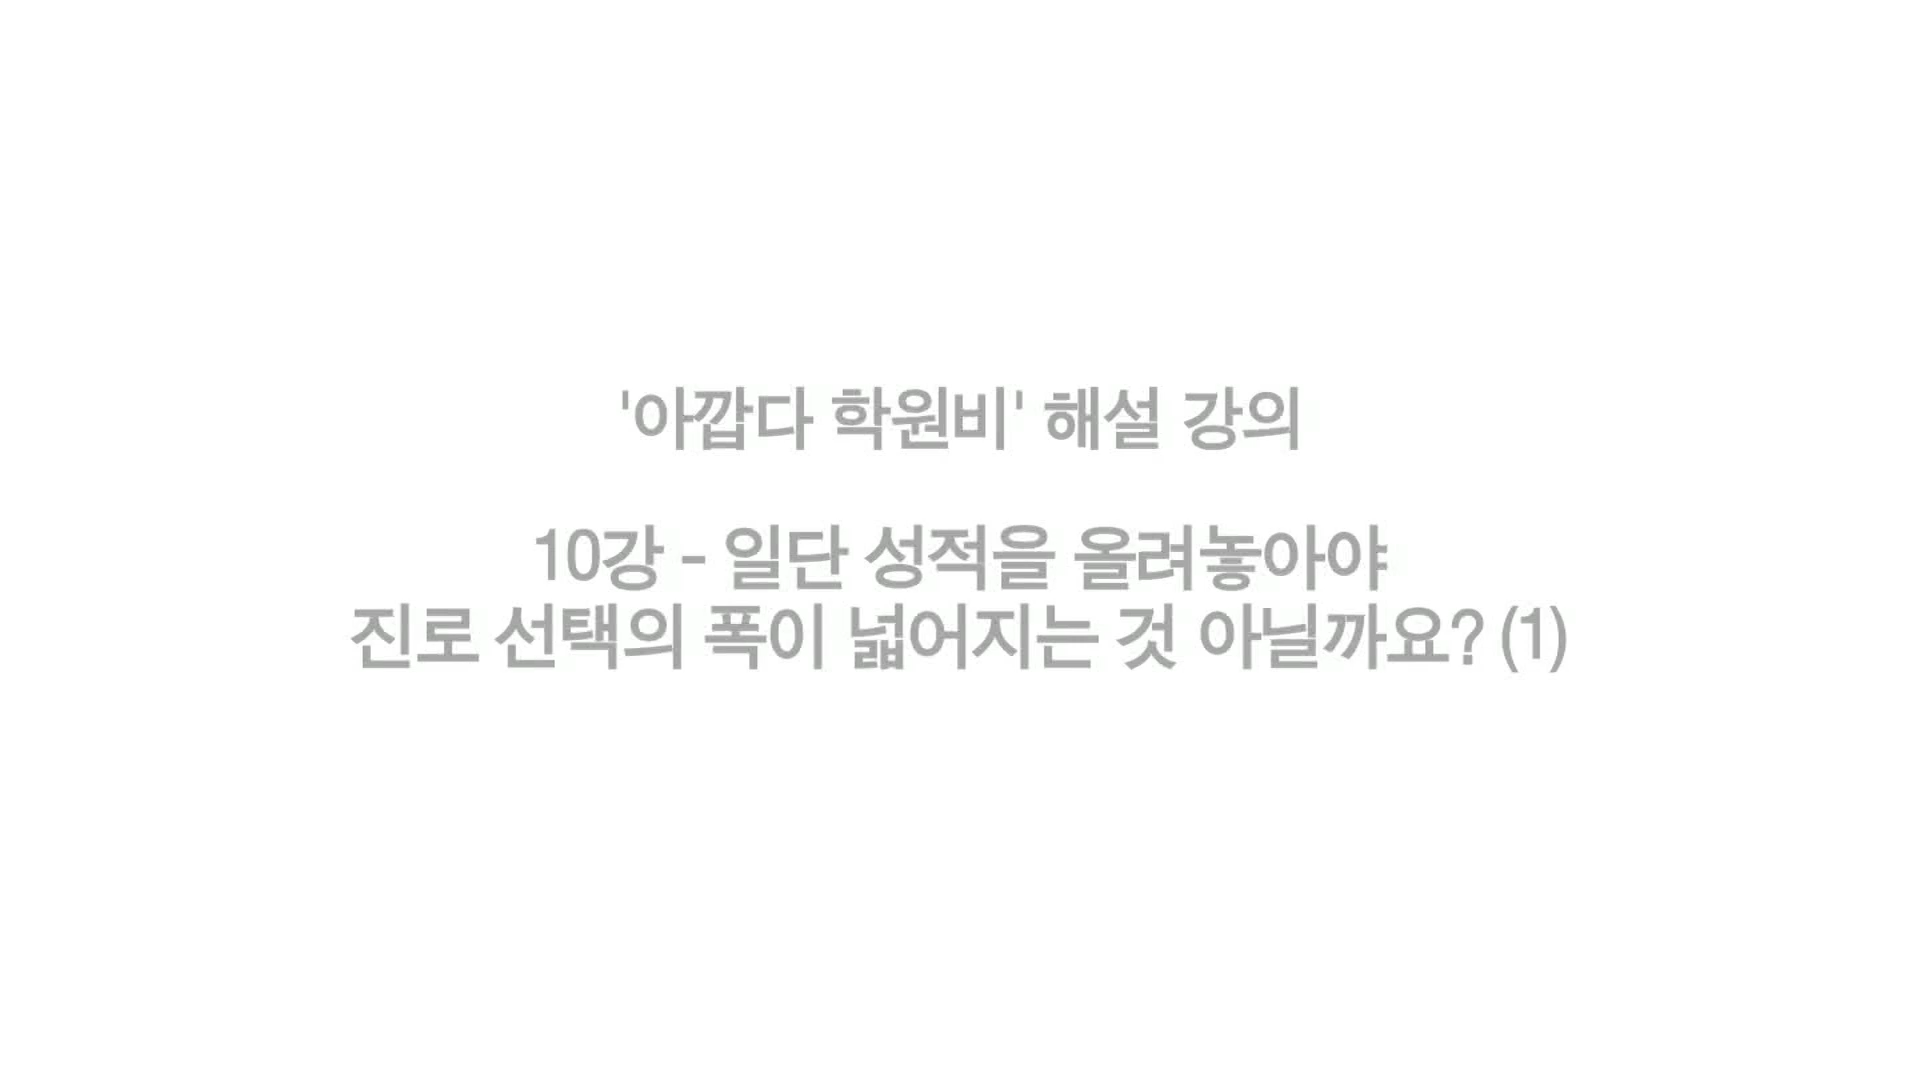 '아깝다 학원비' 해설 강의
10강 - 일단 성적을 올려놓아야
진로 선택의 폭이 넓어지는 것 아닐까요? (1)